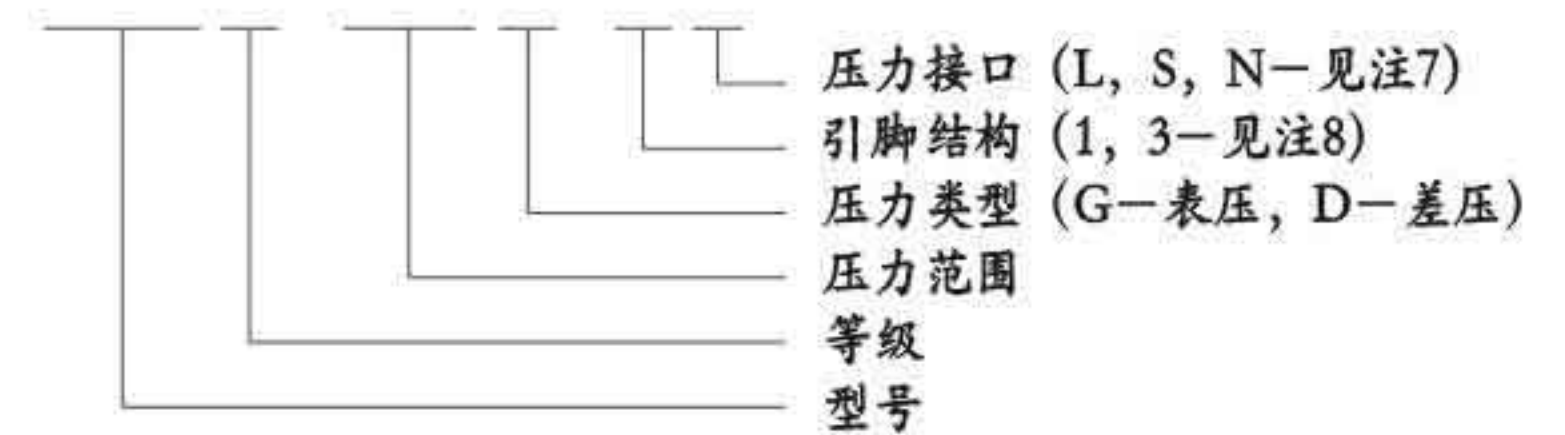 压力接口（L, S, N－见注7）
引脚结构（1, 3－见注8）
压力类型（G－表压, D－差压）
压力范围
等级
型号